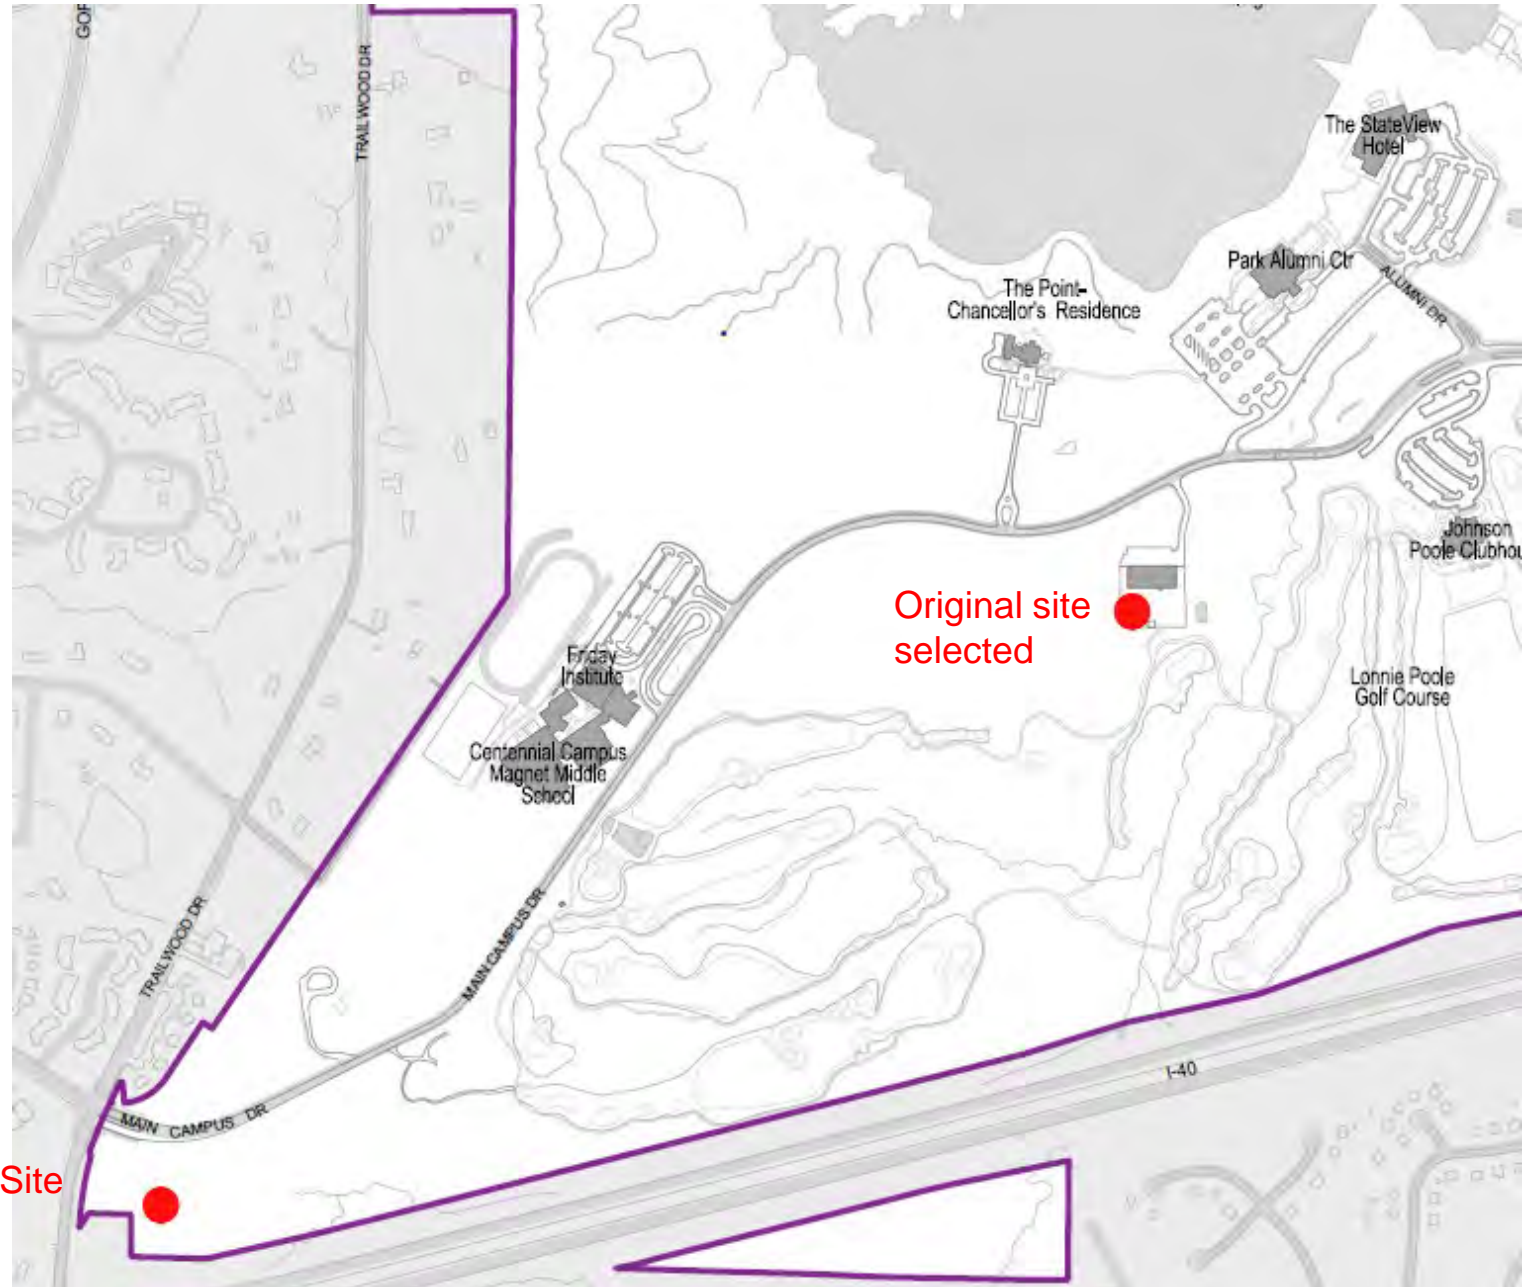 TRAILWOOD DR
The StateView
Hotel
Park Alumni Ctr
ALUMNI DR
The Point-
Chancellor's Residence
Johnson
Original site
selected
Friday
Institute
Lonnie Poole
Golf Course
Centennial Campus
Magnet Middle
School
Poole
MAIN CAMPUS DR
TRAILWOOD DR
I-40
MAIN CAMPUS DR
Site